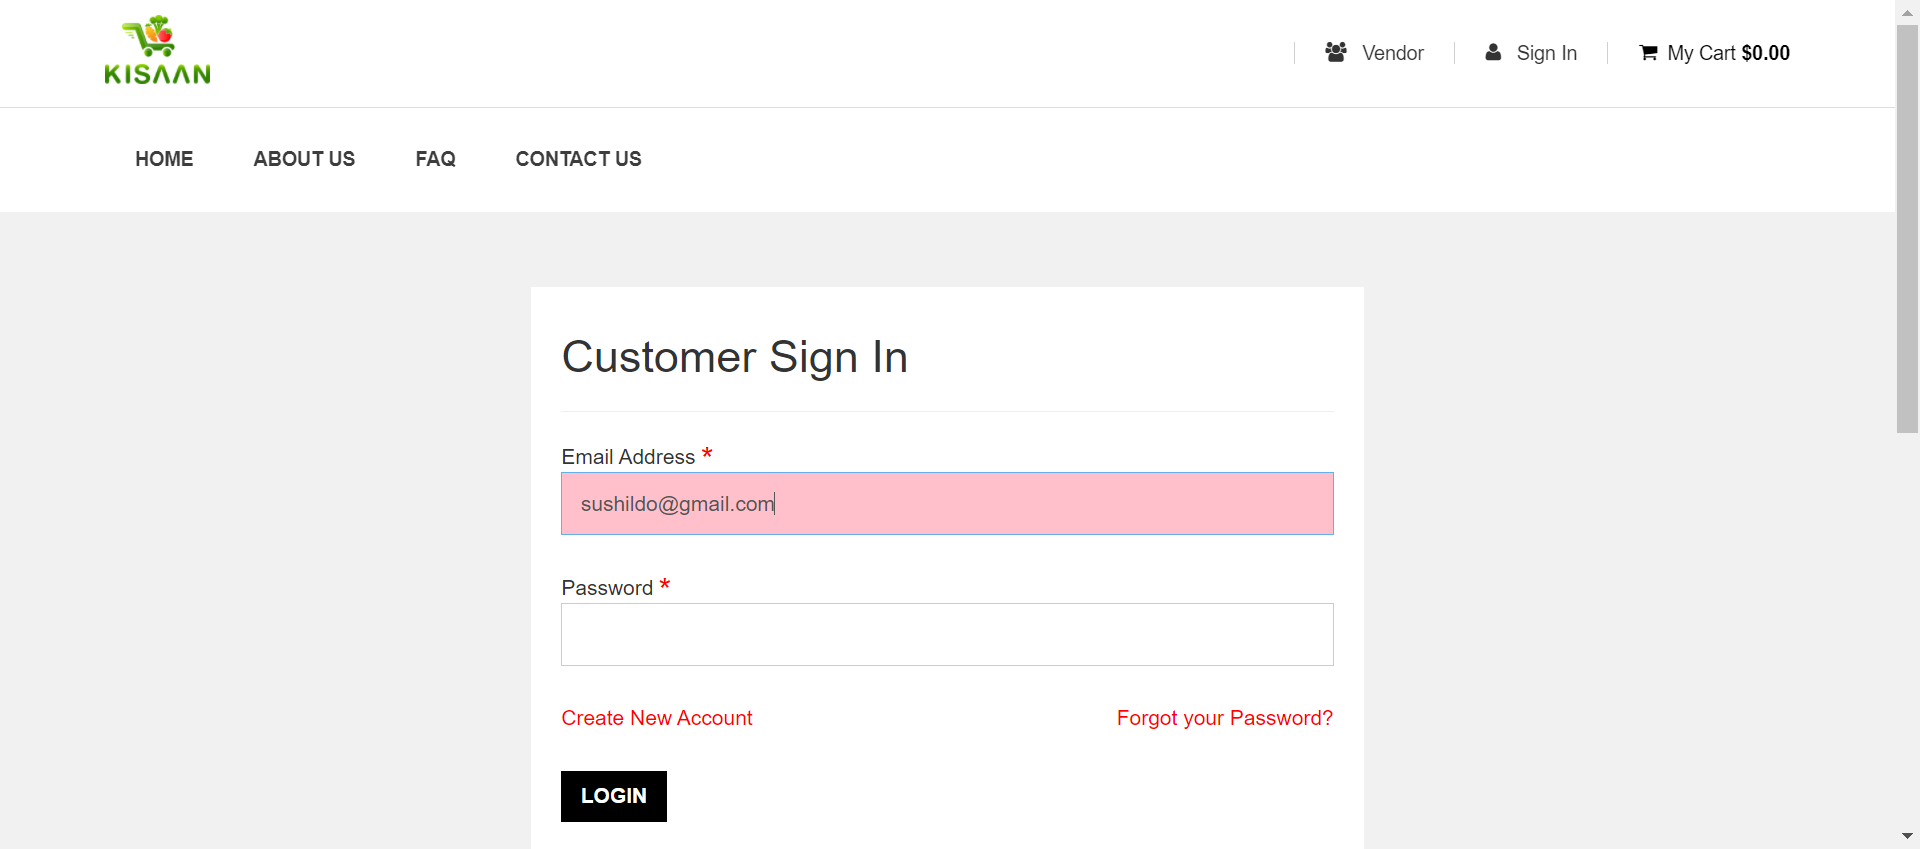 KISAAN
Vendor
Sign In
My Cart $0.00
HOME
ABOUT US
FAQ
CONTACT US
Customer Sign In
Email Address *
sushildo@gmail.com
Password *
Create New Account
Forgot your Password?
LOGIN